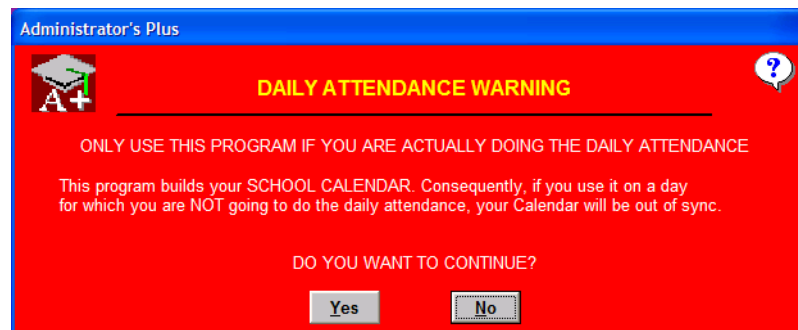 Administrator's Plus
A+
?
DAILY ATTENDANCE WARNING
ONLY USE THIS PROGRAM IF YOU ARE ACTUALLY DOING THE DAILY ATTENDANCE
This program builds your SCHOOL CALENDAR. Consequently, if you use it on a day
for which you are NOT going to do the daily attendance, your Calendar will be out of sync.
DO YOU WANT TO CONTINUE?
Yes No